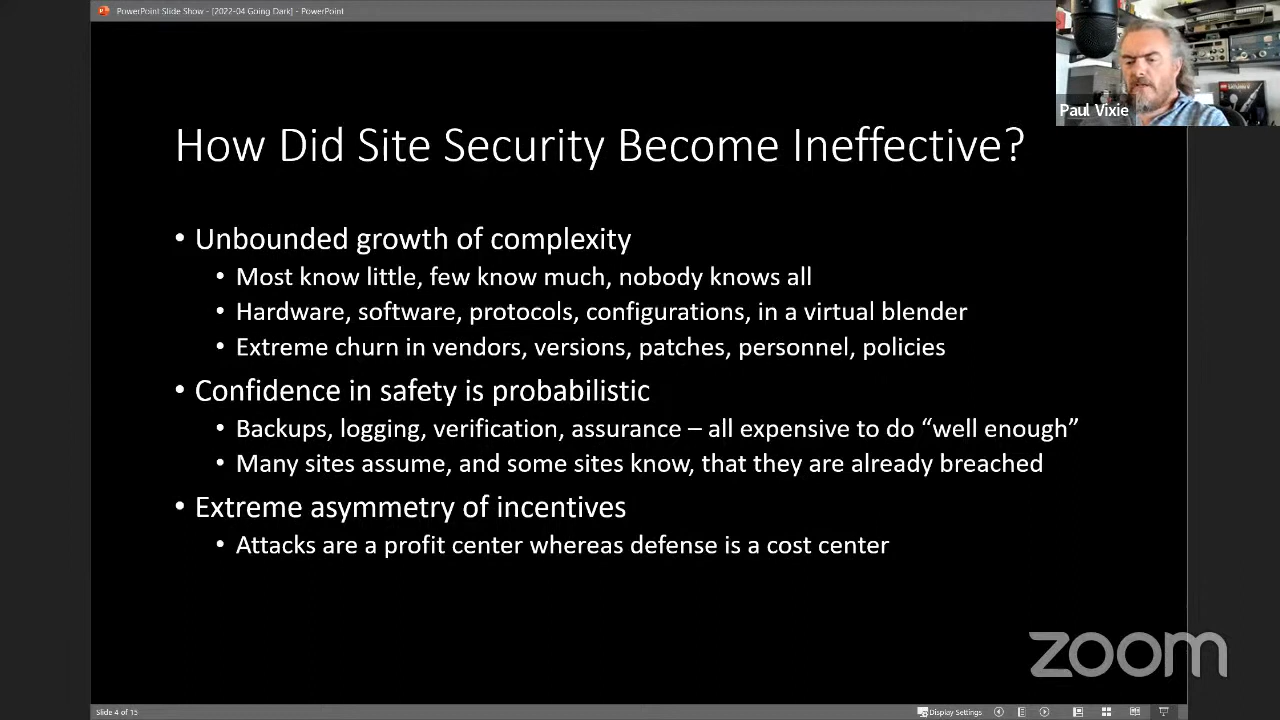 PowerPoint Slide Show - [2022-04 Going Dark] - PowerPoint
Paul Vixie
How Did Site Security Become Ineffective?
• Unbounded growth of complexity
• Most know little, few know much, nobody knows all
• Hardware, software, protocols, configurations, in a virtual blender
• Extreme churn in vendors, versions, patches, personnel, policies
• Confidence in safety is probabilistic
• Backups, logging, verification, assurance – all expensive to do “well enough”
• Many sites assume, and some sites know, that they are already breached
• Extreme asymmetry of incentives
• Attacks are a profit center whereas defense is a cost center
zoom
Slide 4 of 15
Display Settings